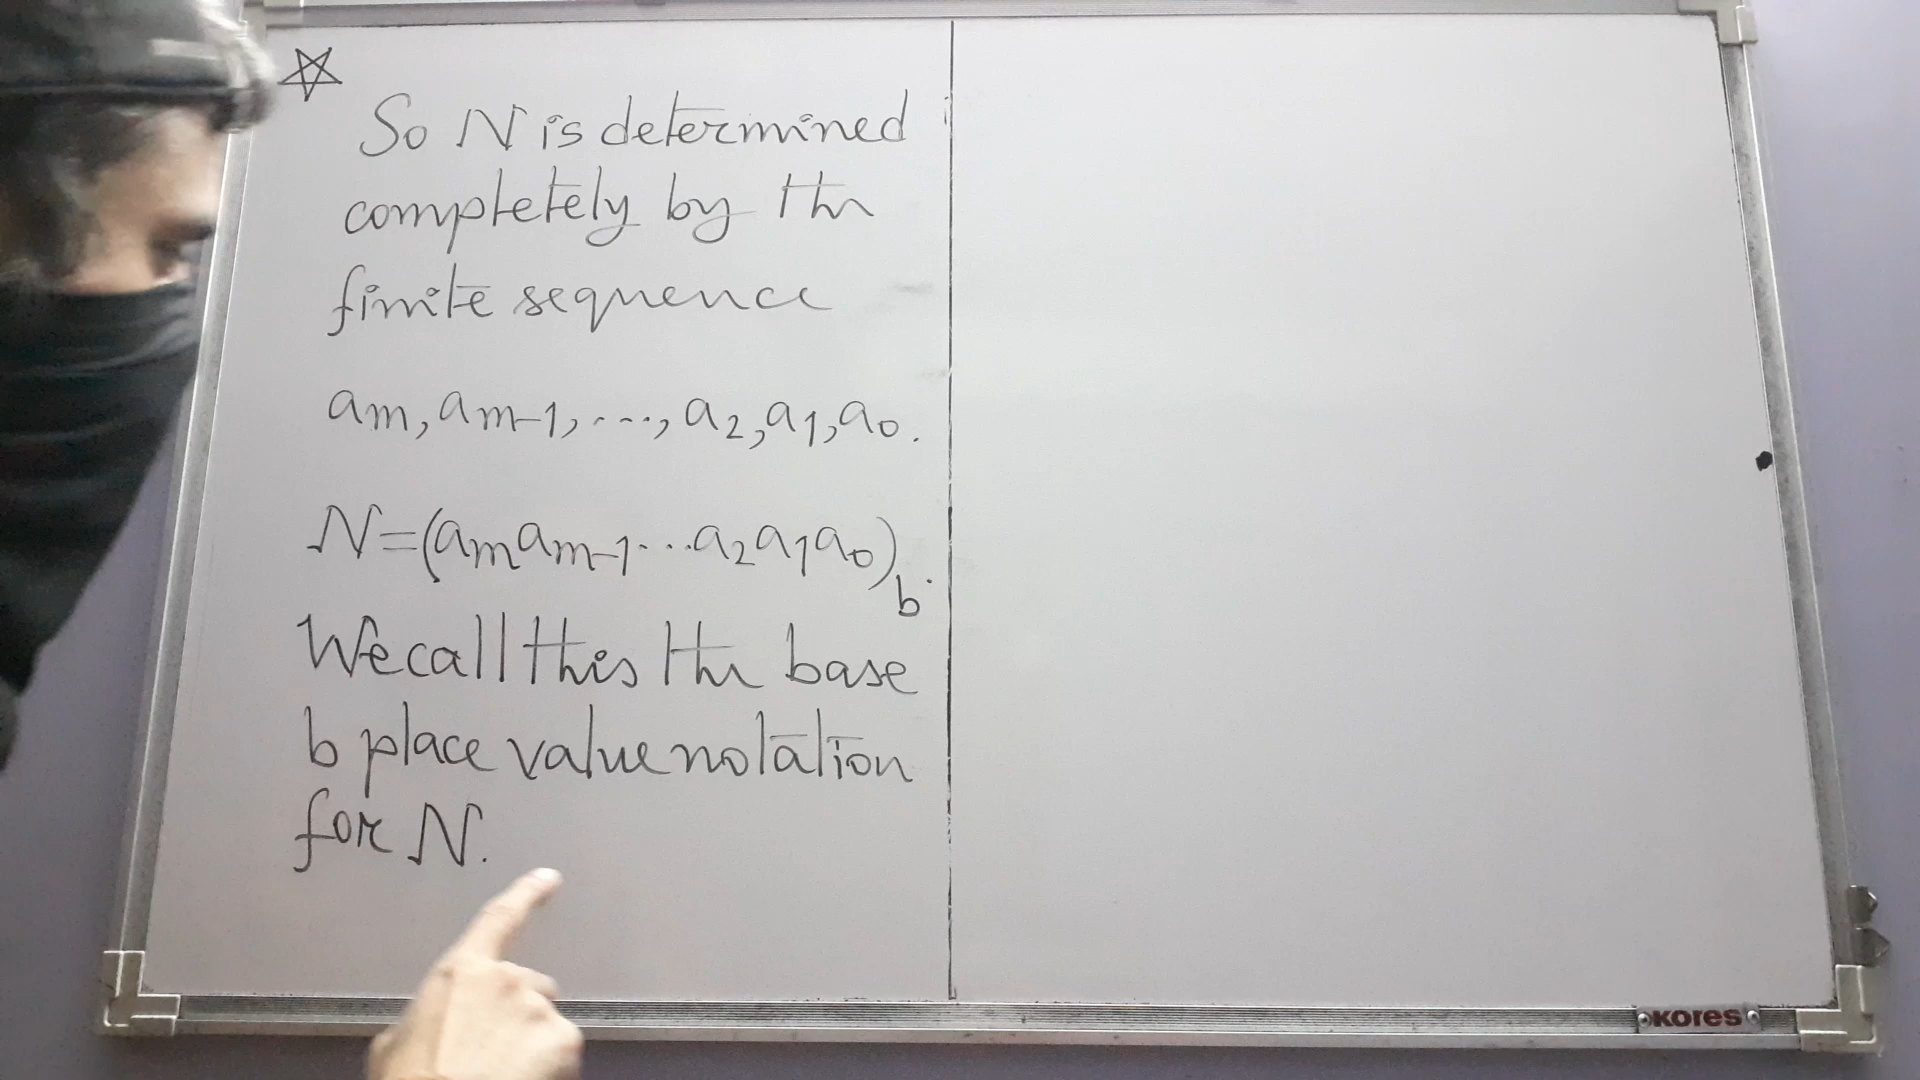 So N is determined
completely by the
finite sequence
am, am-1, ..., a2, a1, a0.
N=(amam-1...a2a1a0)b.
We call this the base
b place value notation
for N.
kores